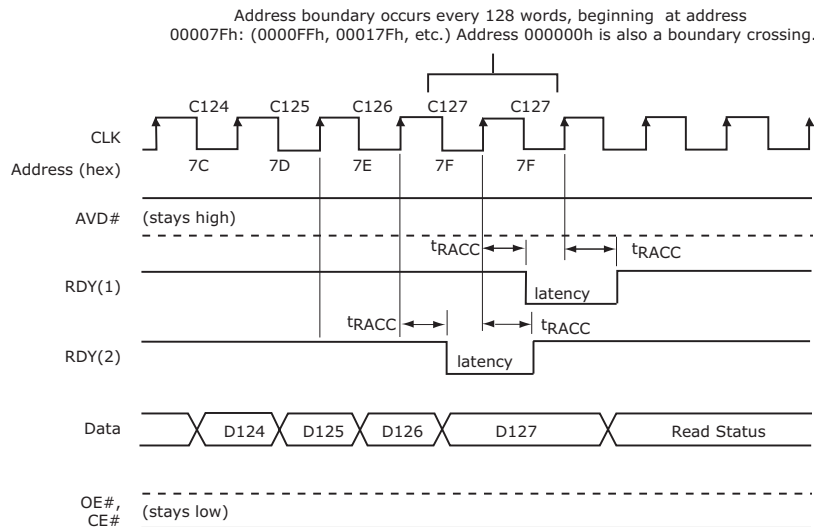 Address boundary occurs every 128 words, beginning at address
00007Fh: (0000FFh, 00017Fh, etc.) Address 000000h is also a boundary crossing.
C124 C125 C126 C127 C127
CLK
Address (hex) 7C 7D 7E 7F 7F
AVD# (stays high)
tRACC tRACC
RDY(1) latency
tRACC tRACC
RDY(2) latency
Data D124 D125 D126 D127 Read Status
OE#,
CE# (stays low)